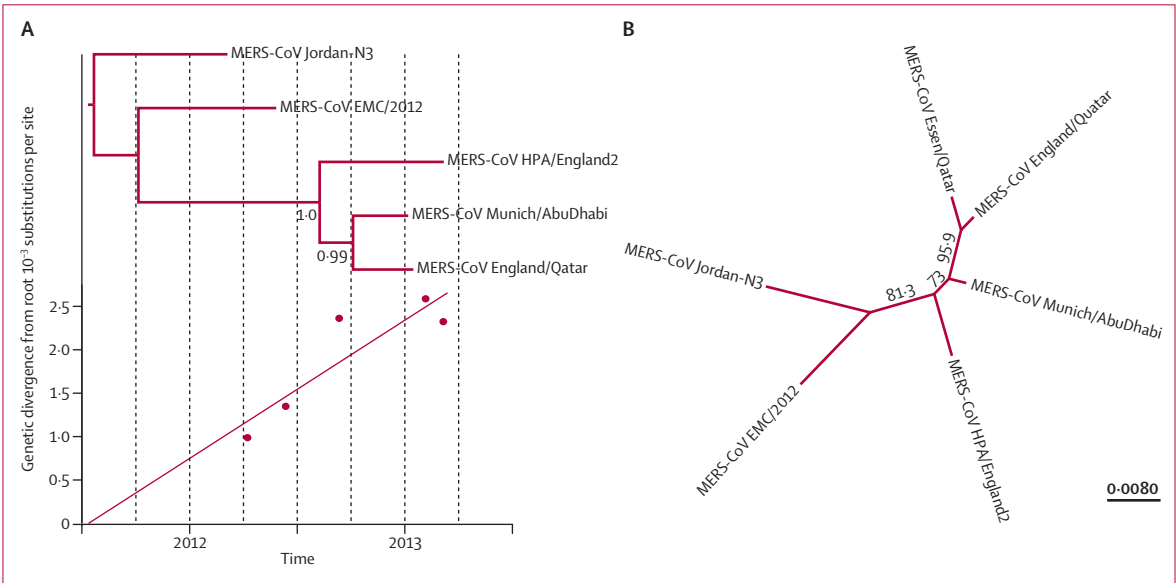 A
MERS-CoV Jordan-N3
MERS-CoV EMC/2012
MERS-CoV HPA/England2
1·0
MERS-CoV Munich/AbuDhabi
0·99
MERS-CoV England/Qatar
Genetic divergence from root 10⁻³ substitutions per site
2·5
2·0
1·5
1·0
0·5
0
2012
2013
Time
B
MERS-CoV Essen/Qatar
MERS-CoV England/Quatar
95·9
MERS-CoV Jordan-N3
81·3
73
MERS-CoV Munich/AbuDhabi
MERS-CoV EMC/2012
MERS-CoV HPA/England2
0·0080